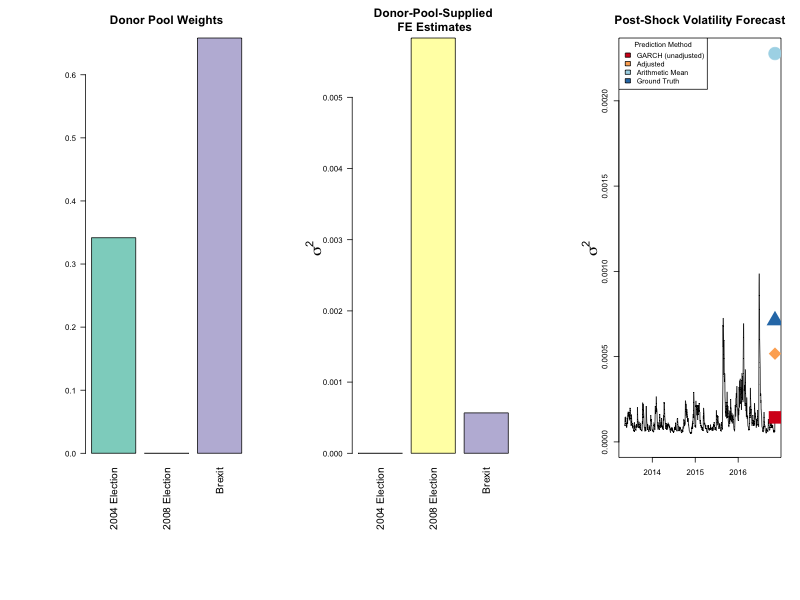 Donor Pool Weights
0.6
0.5
0.4
0.3
0.2
0.1
0.0
2004 Election
2008 Election
Brexit
Donor-Pool-Supplied
FE Estimates
σ²
0.005
0.004
0.003
0.002
0.001
0.000
2004 Election
2008 Election
Brexit
Post-Shock Volatility Forecast
Prediction Method
GARCH (unadjusted)
Adjusted
Arithmetic Mean
Ground Truth
σ²
0.0020
0.0015
0.0010
0.0005
0.0000
2014
2015
2016